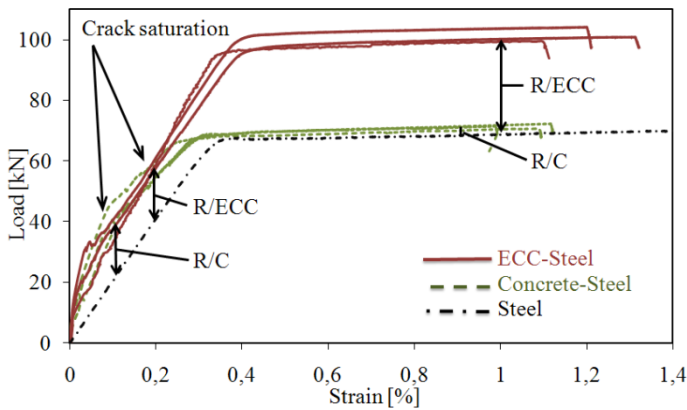 Crack saturation
100
80
60
40
20
0
Load [kN]
R/ECC
R/C
R/ECC
R/C
ECC-Steel
Concrete-Steel
Steel
0
0,2
0,4
0,6
0,8
1
1,2
1,4
Strain [%]